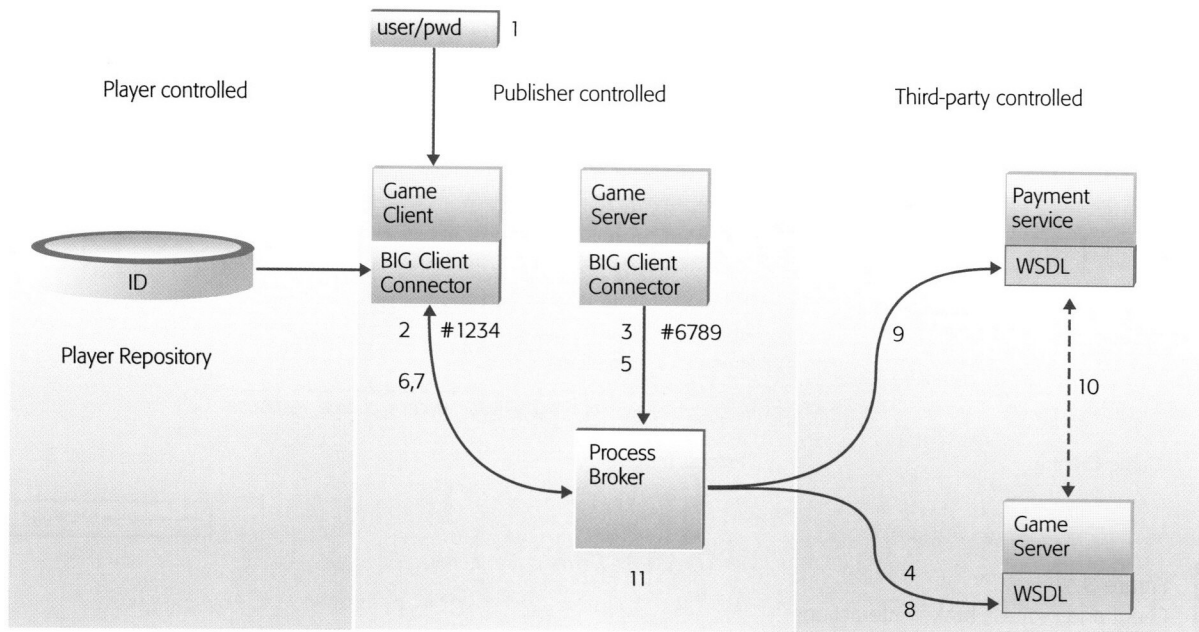 user/pwd 1
Player controlled
Publisher controlled
Third-party controlled
Game
Client
BIG Client
Connector
Game
Server
BIG Client
Connector
Payment
service
WSDL
ID
Player Repository
2 #1234
6,7
3 #6789
5
9
10
Process
Broker
11
4
8
Game
Server
WSDL